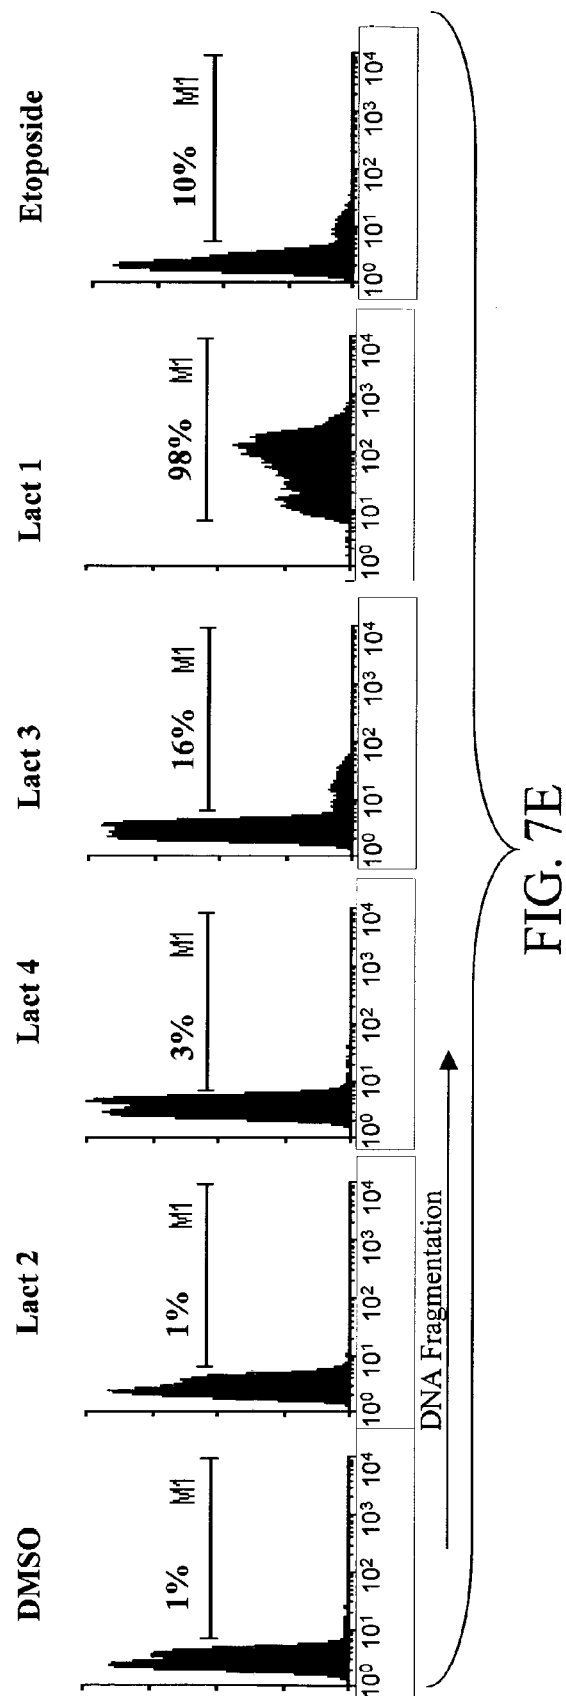 DMSO
1%
M1
10⁰ 10¹ 10² 10³ 10⁴
Lact 2
1%
M1
10⁰ 10¹ 10² 10³ 10⁴
Lact 4
3%
M1
10⁰ 10¹ 10² 10³ 10⁴
Lact 3
16%
M1
10⁰ 10¹ 10² 10³ 10⁴
Lact 1
98%
M1
10⁰ 10¹ 10² 10³ 10⁴
Etoposide
10%
M1
10⁰ 10¹ 10² 10³ 10⁴
DNA Fragmentation
FIG. 7E